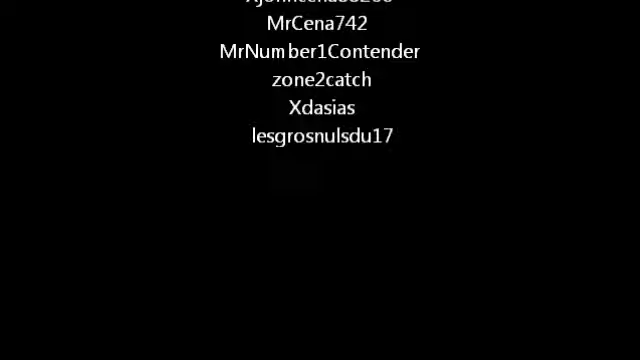 MrCena742
MrNumber1Contender
zone2catch
Xdasias
lesgrosnulsdu17